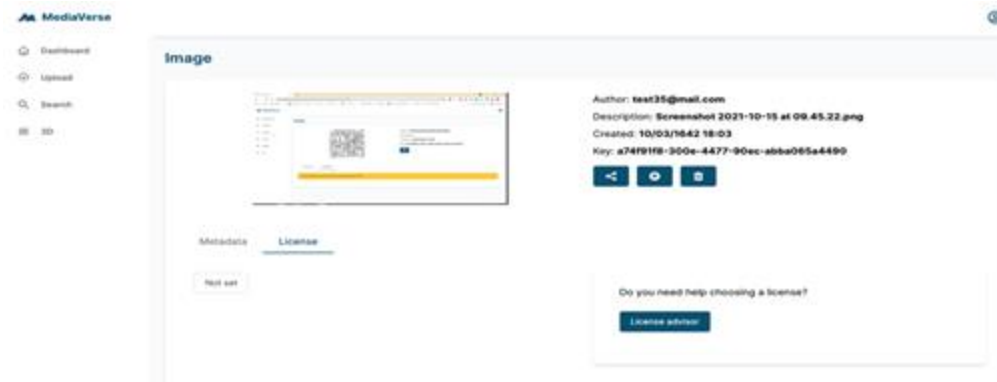 MediaVerse
Dashboard
Upload
Search
3D
Image
Author: test35@mail.com
Description: Screenshot 2021-10-15 at 09.45.22.png
Created: 10/03/1642 18:03
Key: a74f91f8-300e-4477-90ec-abba065a4490
Metadata License
Not set
Do you need help choosing a license?
License advisor